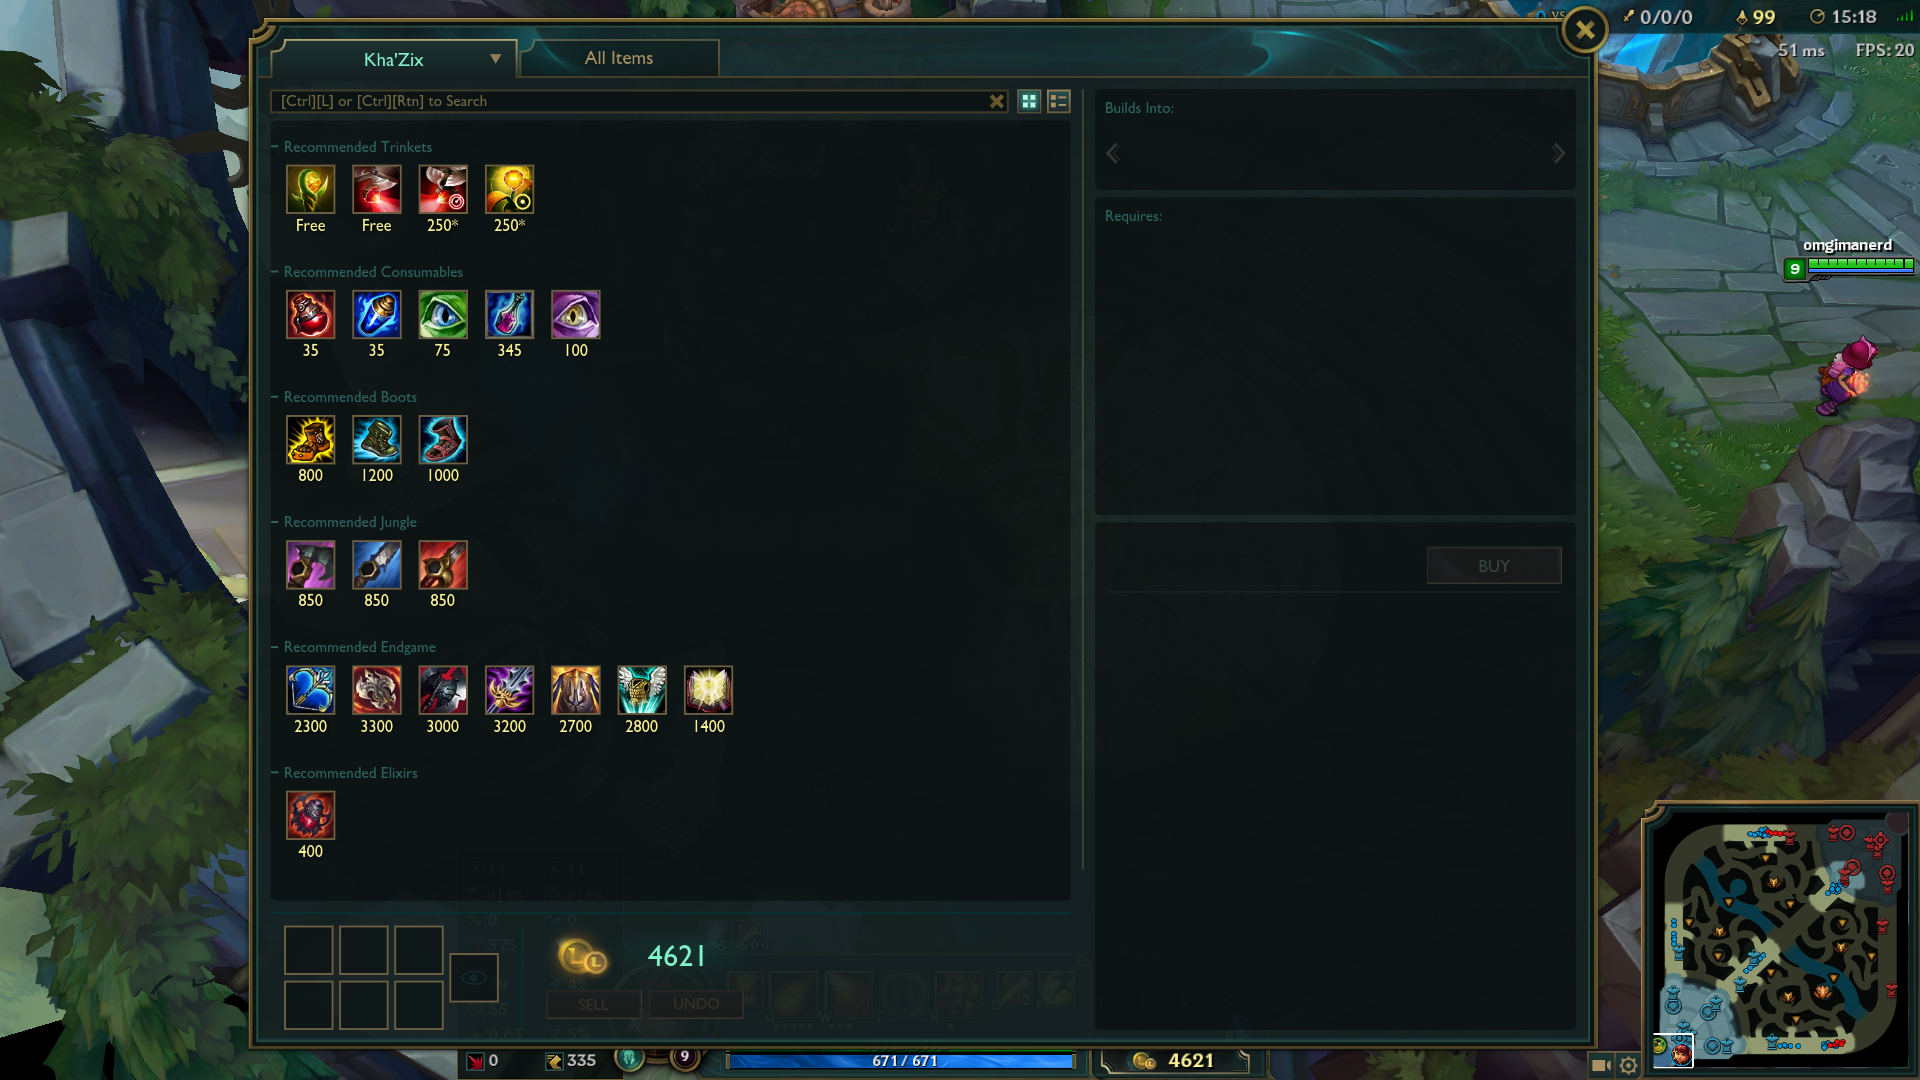 VS 0/0/0 99 15:18
51 ms FPS: 20
Kha'Zix
All Items
[Ctrl][L] or [Ctrl][Rtn] to Search
Builds Into:
Requires:
BUY
Recommended Trinkets
Free Free 250* 250*
Recommended Consumables
35 35 75 345 100
Recommended Boots
800 1200 1000
Recommended Jungle
850 850 850
Recommended Endgame
2300 3300 3000 3200 2700 2800 1400
Recommended Elixirs
400
omgimanerd
9
4621
SELL UNDO
0 335 9 671 / 671 4621